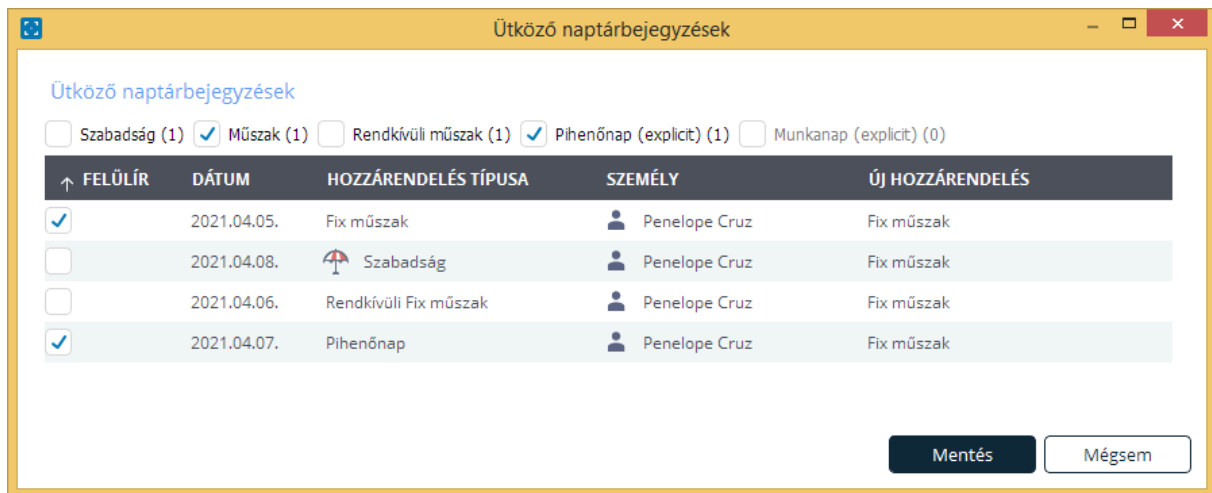 Ütköző naptárbejegyzések
Ütköző naptárbejegyzések
Szabadság (1) Műszak (1) Rendkívüli műszak (1) Pihenőnap (explicit) (1) Munkanap (explicit) (0)
FELÜLÍR DÁTUM HOZZÁRENDELÉS TÍPUSA SZEMÉLY ÚJ HOZZÁRENDELÉS
2021.04.05. Fix műszak Penelope Cruz Fix műszak
2021.04.08. Szabadság Penelope Cruz Fix műszak
2021.04.06. Rendkívüli Fix műszak Penelope Cruz Fix műszak
2021.04.07. Pihenőnap Penelope Cruz Fix műszak
Mentés Mégsem